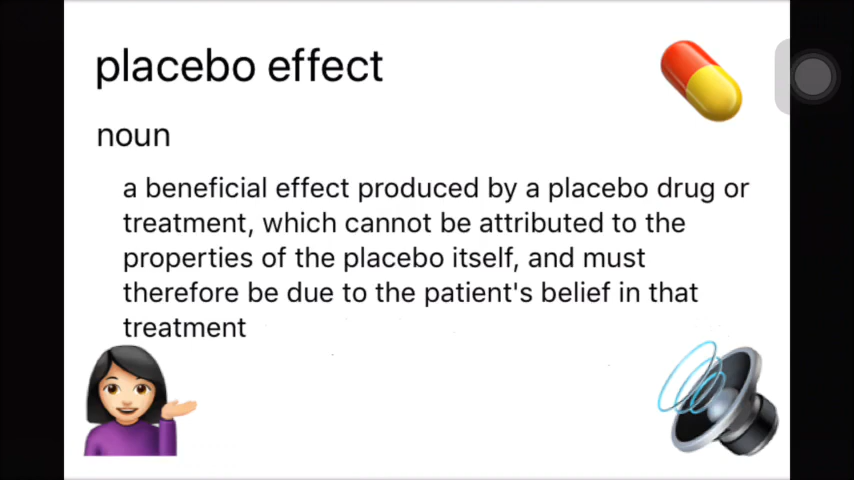 placebo effect
noun
a beneficial effect produced by a placebo drug or
treatment, which cannot be attributed to the
properties of the placebo itself, and must
therefore be due to the patient's belief in that
treatment